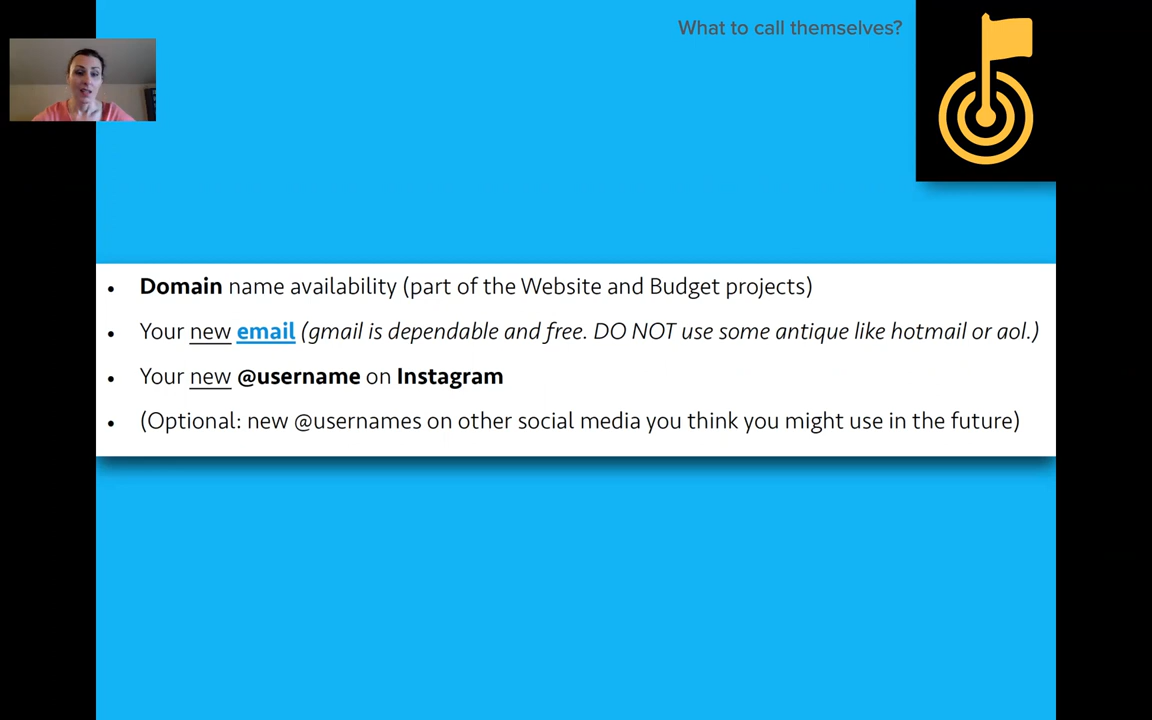 What to call themselves?
• Domain name availability (part of the Website and Budget projects)
• Your new email (gmail is dependable and free. DO NOT use some antique like hotmail or aol.)
• Your new @username on Instagram
• (Optional: new @usernames on other social media you think you might use in the future)